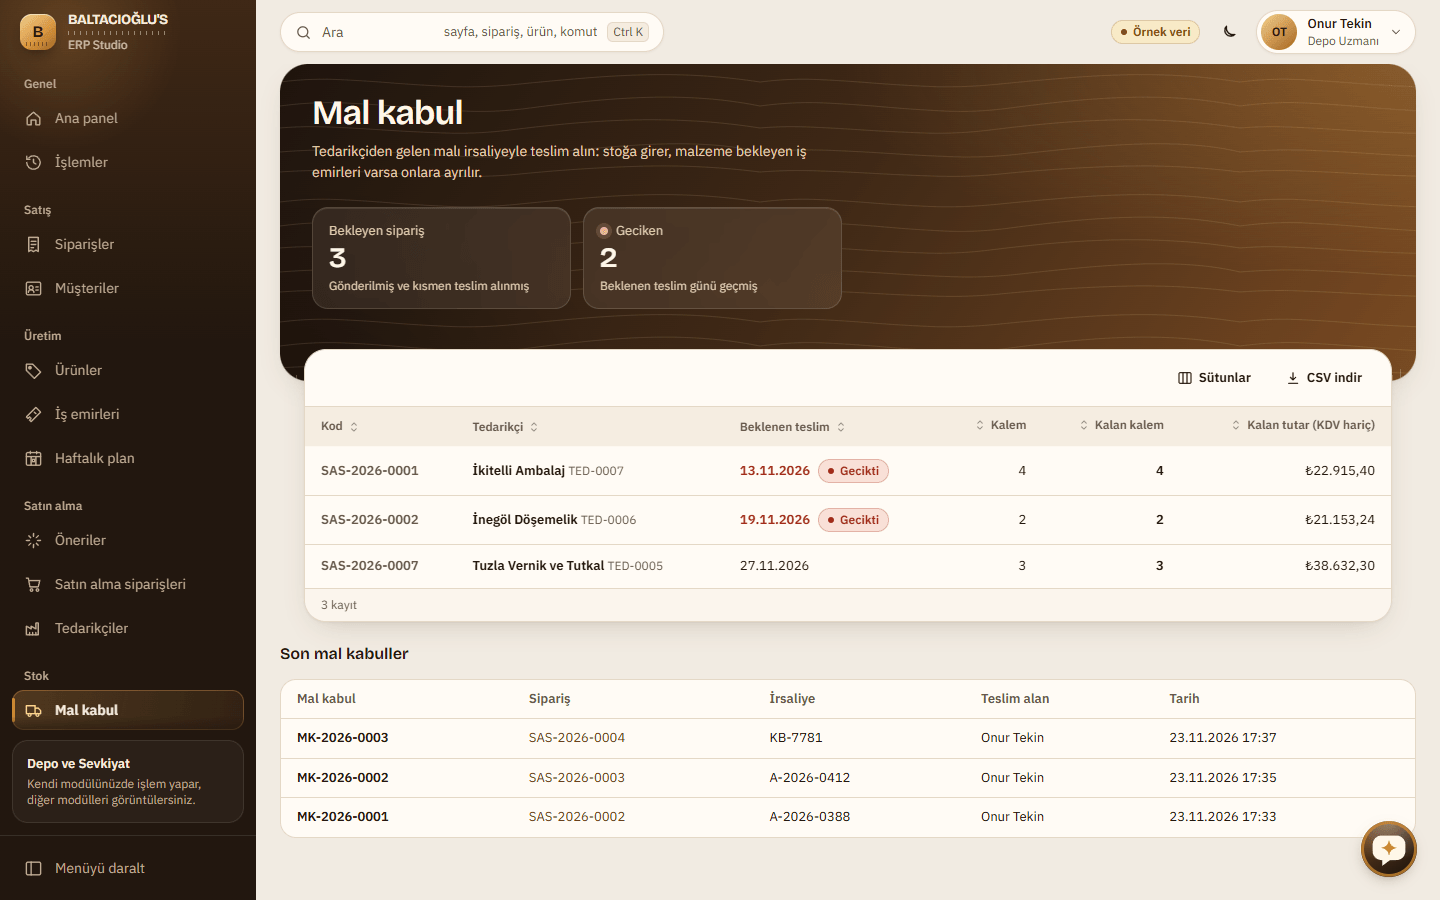 BALTACIOĞLU'S
ERP Studio
B
Genel
Ana panel
İşlemler
Satış
Siparişler
Müşteriler
Üretim
Ürünler
İş emirleri
Haftalık plan
Satın alma
Öneriler
Satın alma siparişleri
Tedarikçiler
Stok
Mal kabul
Depo ve Sevkiyat
Kendi modülünüzde işlem yapar,
diğer modülleri görüntülersiniz.
Menüyü daralt
Ara sayfa, sipariş, ürün, komut Ctrl K
Örnek veri
OT
Onur Tekin
Depo Uzmanı
Mal kabul
Tedarikçiden gelen malı irsaliyeyle teslim alın: stoğa girer, malzeme bekleyen iş
emirleri varsa onlara ayrılır.
Bekleyen sipariş
3
Gönderilmiş ve kısmen teslim alınmış
Geciken
2
Beklenen teslim günü geçmiş
Sütunlar CSV indir
Kod Tedarikçi Beklenen teslim Kalem Kalan kalem Kalan tutar (KDV hariç)
SAS-2026-0001 İkitelli Ambalaj TED-0007 13.11.2026 Gecikti 4 4 ₺22.915,40
SAS-2026-0002 İnegöl Döşemelik TED-0006 19.11.2026 Gecikti 2 2 ₺21.153,24
SAS-2026-0007 Tuzla Vernik ve Tutkal TED-0005 27.11.2026 3 3 ₺38.632,30
3 kayıt
Son mal kabuller
Mal kabul Sipariş İrsaliye Teslim alan Tarih
MK-2026-0003 SAS-2026-0004 KB-7781 Onur Tekin 23.11.2026 17:37
MK-2026-0002 SAS-2026-0003 A-2026-0412 Onur Tekin 23.11.2026 17:35
MK-2026-0001 SAS-2026-0002 A-2026-0388 Onur Tekin 23.11.2026 17:33